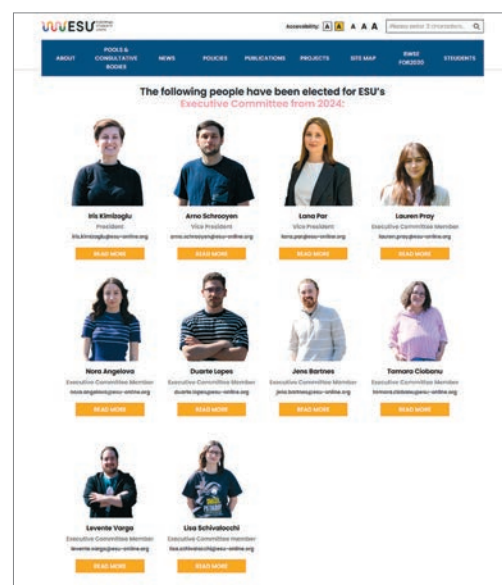 ESU
Accessibility: A A A A A
Please enter 3 characters...
ABOUT
POOLS &
CONSULTATIVE
BODIES
NEWS
POLICIES
PUBLICATIONS
PROJECTS
SITE MAP
BWSE
FOR2030
STEUDENTS
The following people have been elected for ESU's
Executive Committee from 2024:
Iris Kimizoglu
President
iris.kimizoglu@esu-online.org
READ MORE
Arno Schrooyen
Vice President
arno.schrooyen@esu-online.org
READ MORE
Lana Par
Vice President
lana.par@esu-online.org
READ MORE
Lauren Pray
Executive Committee Member
lauren.pray@esu-online.org
READ MORE
Nora Angelova
Executive Committee Member
nora.angelova@esu-online.org
READ MORE
Duarte Lopes
Executive Committee Member
duarte.lopes@esu-online.org
READ MORE
Jens Bartnes
Executive Committee Member
jens.bartnes@esu-online.org
READ MORE
Tamara Ciobanu
Executive Committee Member
tamara.ciobanu@esu-online.org
READ MORE
Levente Varga
Executive Committee Member
levente.varga@esu-online.org
READ MORE
Lisa Schivalocchi
Executive Committee member
lisa.schivalocchi@esu-online.org
READ MORE